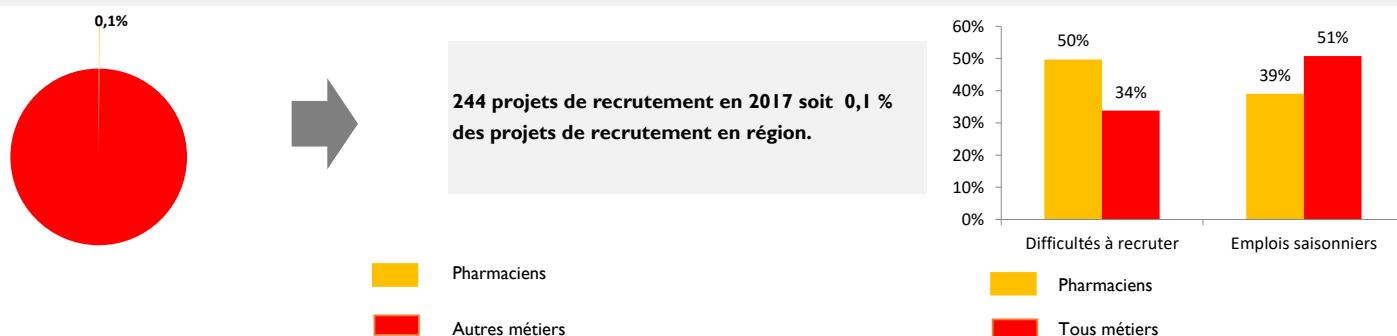 0,1%
244 projets de recrutement en 2017 soit 0,1 %
des projets de recrutement en région.
Pharmaciens
Autres métiers
60%
50%
40%
30%
20%
10%
0%
50%
34%
39%
51%
Difficultés à recruter
Emplois saisonniers
Pharmaciens
Tous métiers